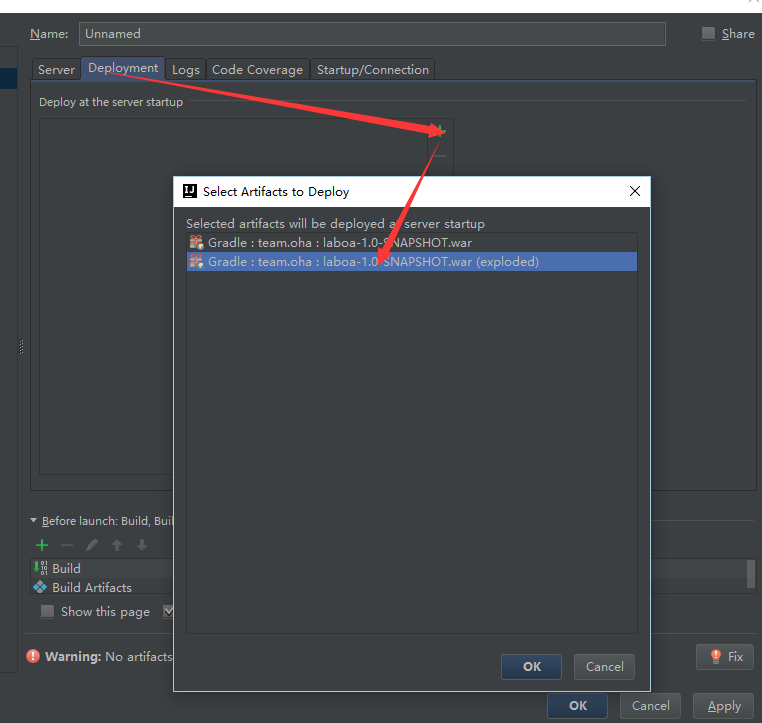 Name: Unnamed Share
Server Deployment Logs Code Coverage Startup/Connection
Deploy at the server startup
Select Artifacts to Deploy
Selected artifacts will be deployed at server startup
Gradle : team.oha : laboa-1.0-SNAPSHOT.war
Gradle : team.oha : laboa-1.0-SNAPSHOT.war (exploded)
Before launch: Build, Buil
Build
Build Artifacts
Show this page
Warning: No artifacts
Fix
OK Cancel
OK Cancel Apply